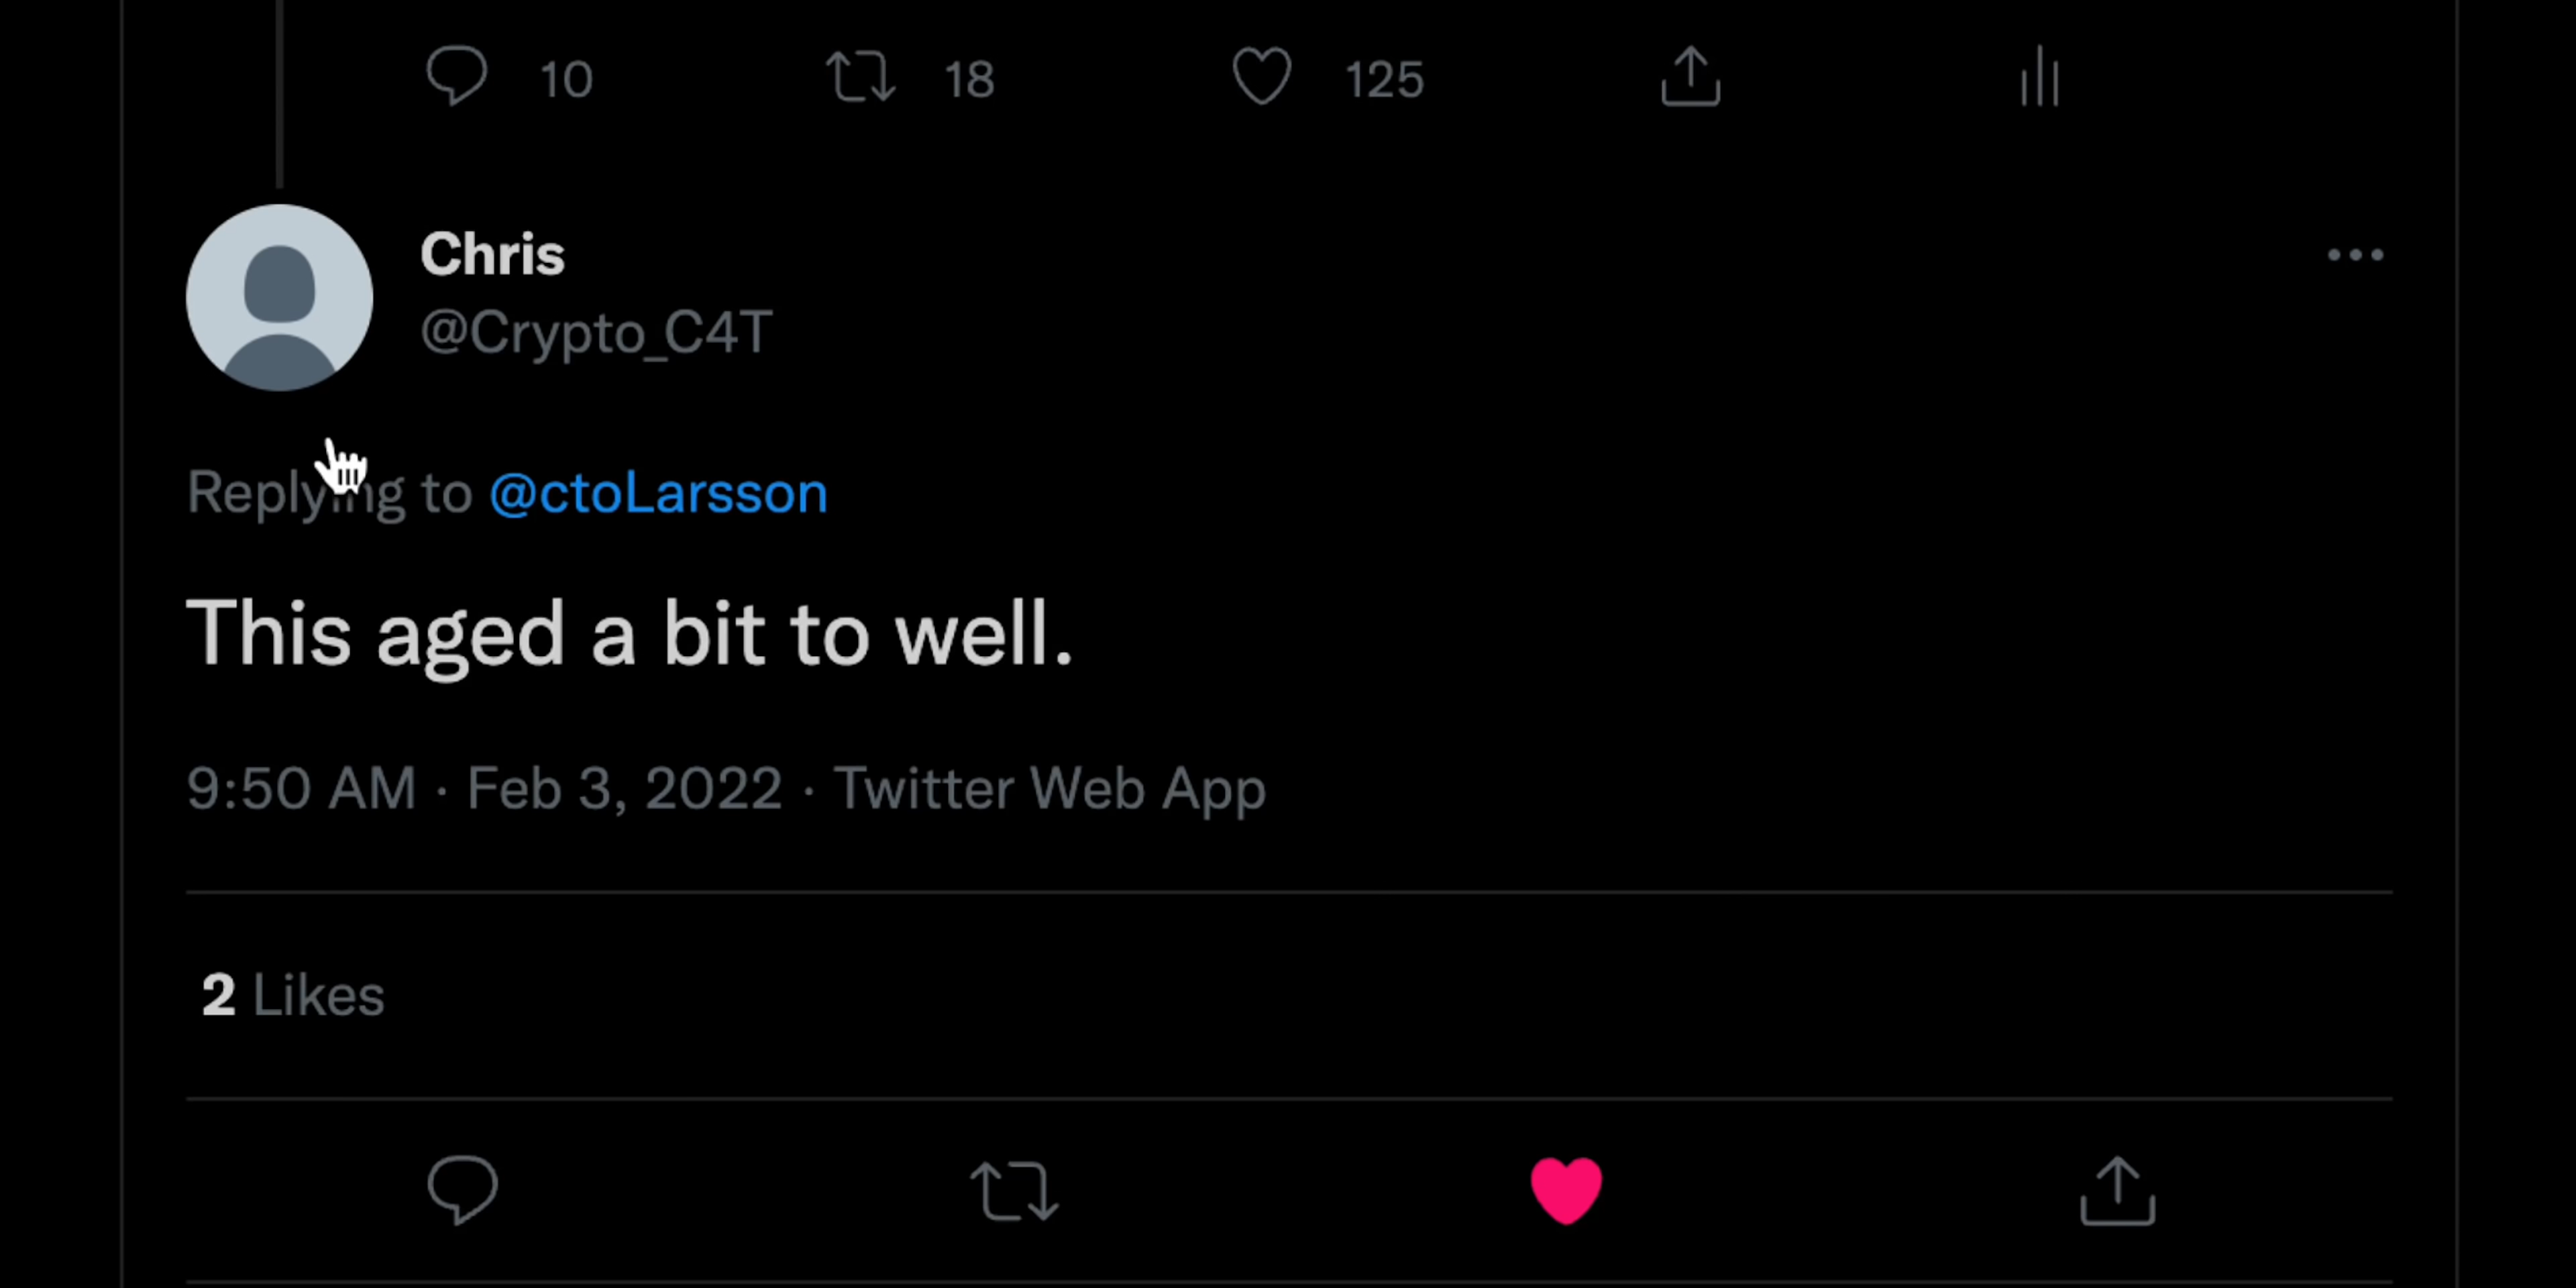 10 18 125
Chris
@Crypto_C4T
Replying to @ctoLarsson
This aged a bit to well.
9:50 AM · Feb 3, 2022 · Twitter Web App
2 Likes